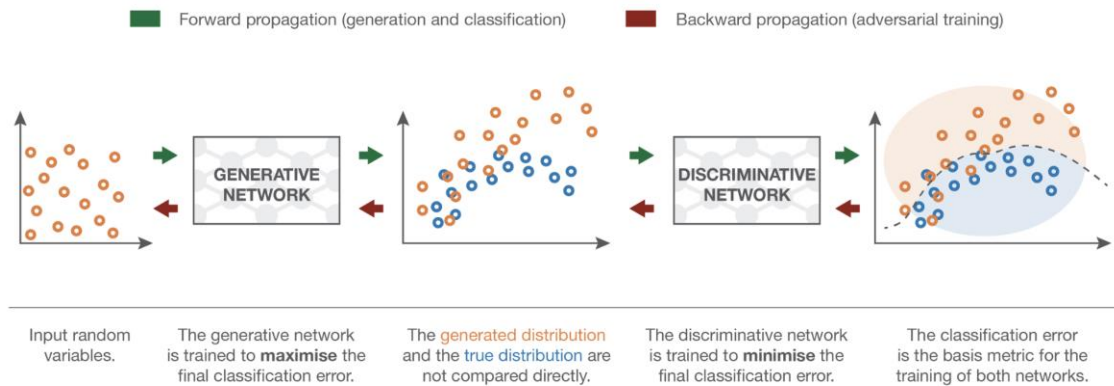 Forward propagation (generation and classification)
Backward propagation (adversarial training)
GENERATIVE
NETWORK
DISCRIMINATIVE
NETWORK
Input random
variables.
The generative network
is trained to maximise the
final classification error.
The generated distribution
and the true distribution are
not compared directly.
The discriminative network
is trained to minimise the
final classification error.
The classification error
is the basis metric for the
training of both networks.